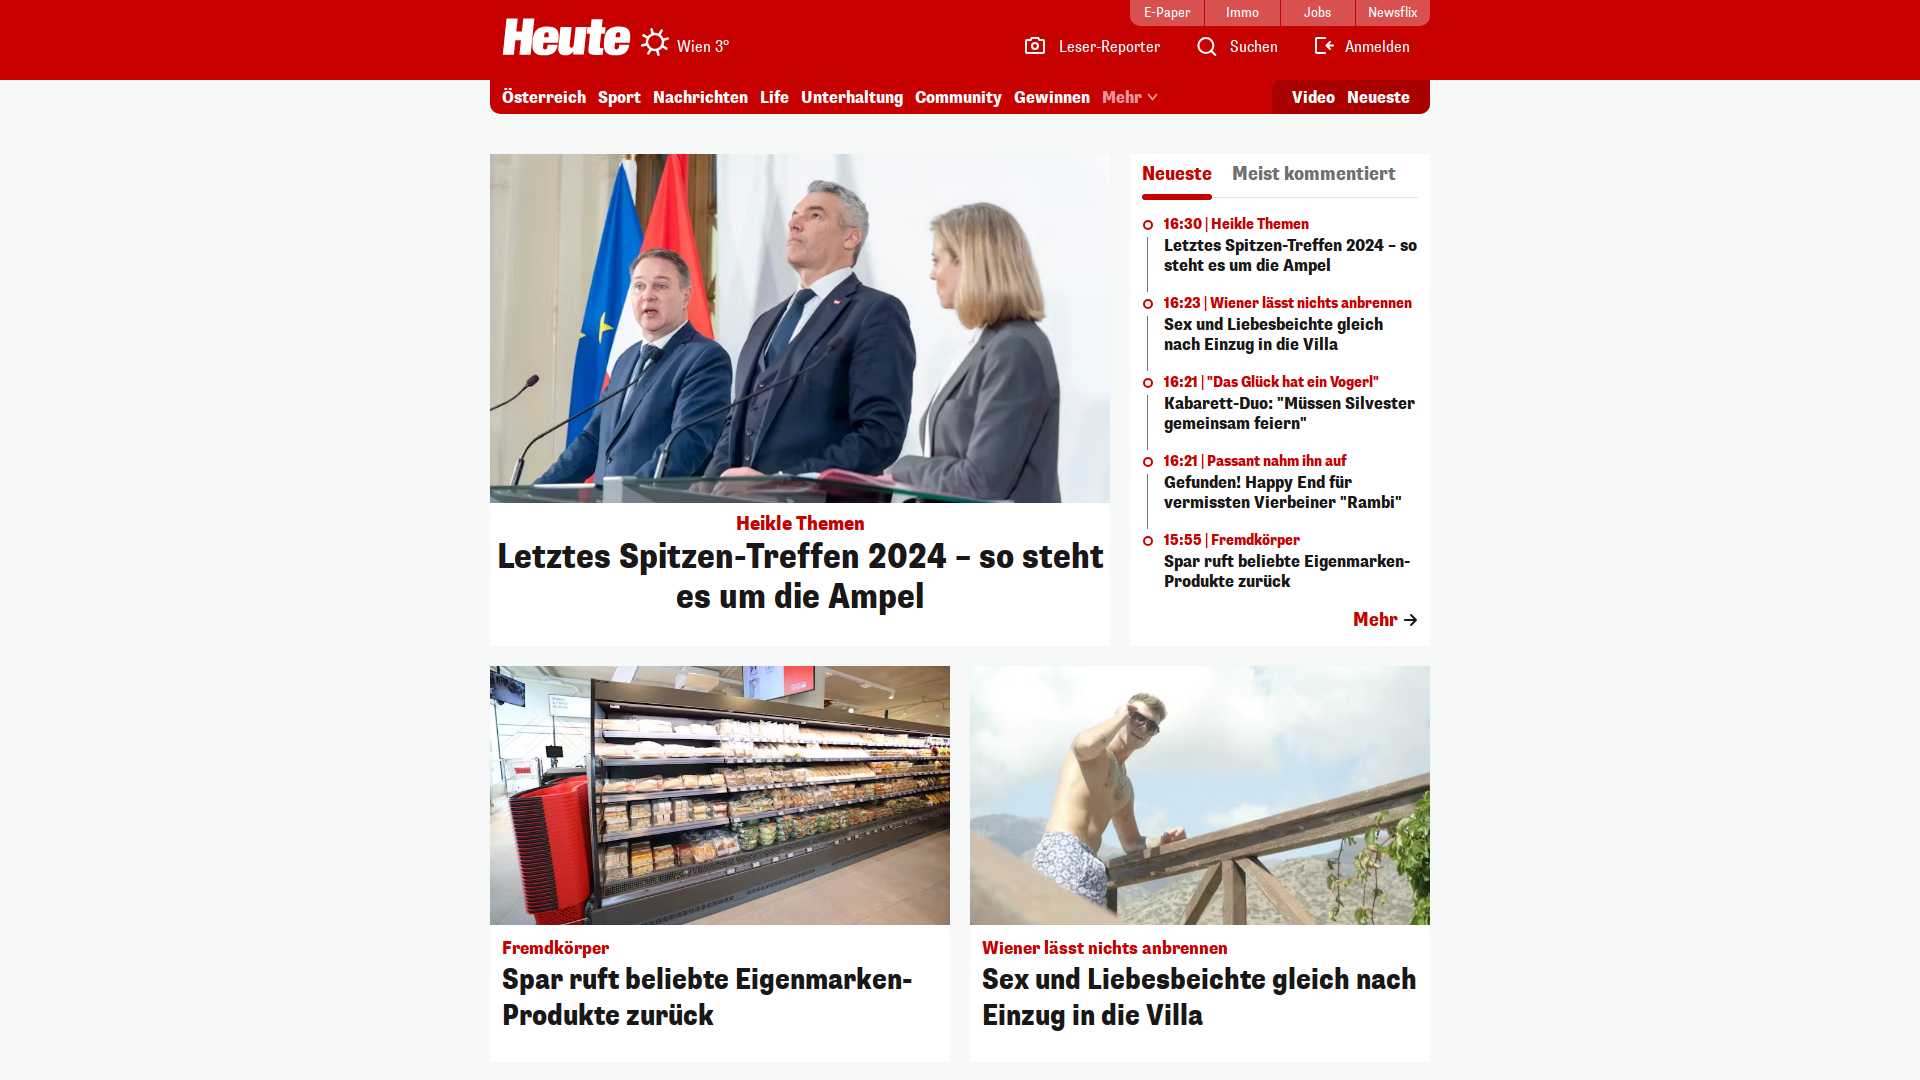 E-Paper
Immo
Jobs
Newsflix
Heute
Wien 3°
Leser-Reporter
Suchen
Anmelden
Österreich
Sport
Nachrichten
Life
Unterhaltung
Community
Gewinnen
Mehr
Video
Neueste
Heikle Themen
Letztes Spitzen-Treffen 2024 – so steht
es um die Ampel
Neueste
Meist kommentiert
16:30 | Heikle Themen
Letztes Spitzen-Treffen 2024 – so
steht es um die Ampel
16:23 | Wiener lässt nichts anbrennen
Sex und Liebesbeichte gleich
nach Einzug in die Villa
16:21 | "Das Glück hat ein Vogerl"
Kabarett-Duo: "Müssen Silvester
gemeinsam feiern"
16:21 | Passant nahm ihn auf
Gefunden! Happy End für
vermissten Vierbeiner "Rambi"
15:55 | Fremdkörper
Spar ruft beliebte Eigenmarken-
Produkte zurück
Mehr
Fremdkörper
Spar ruft beliebte Eigenmarken-
Produkte zurück
Wiener lässt nichts anbrennen
Sex und Liebesbeichte gleich nach
Einzug in die Villa